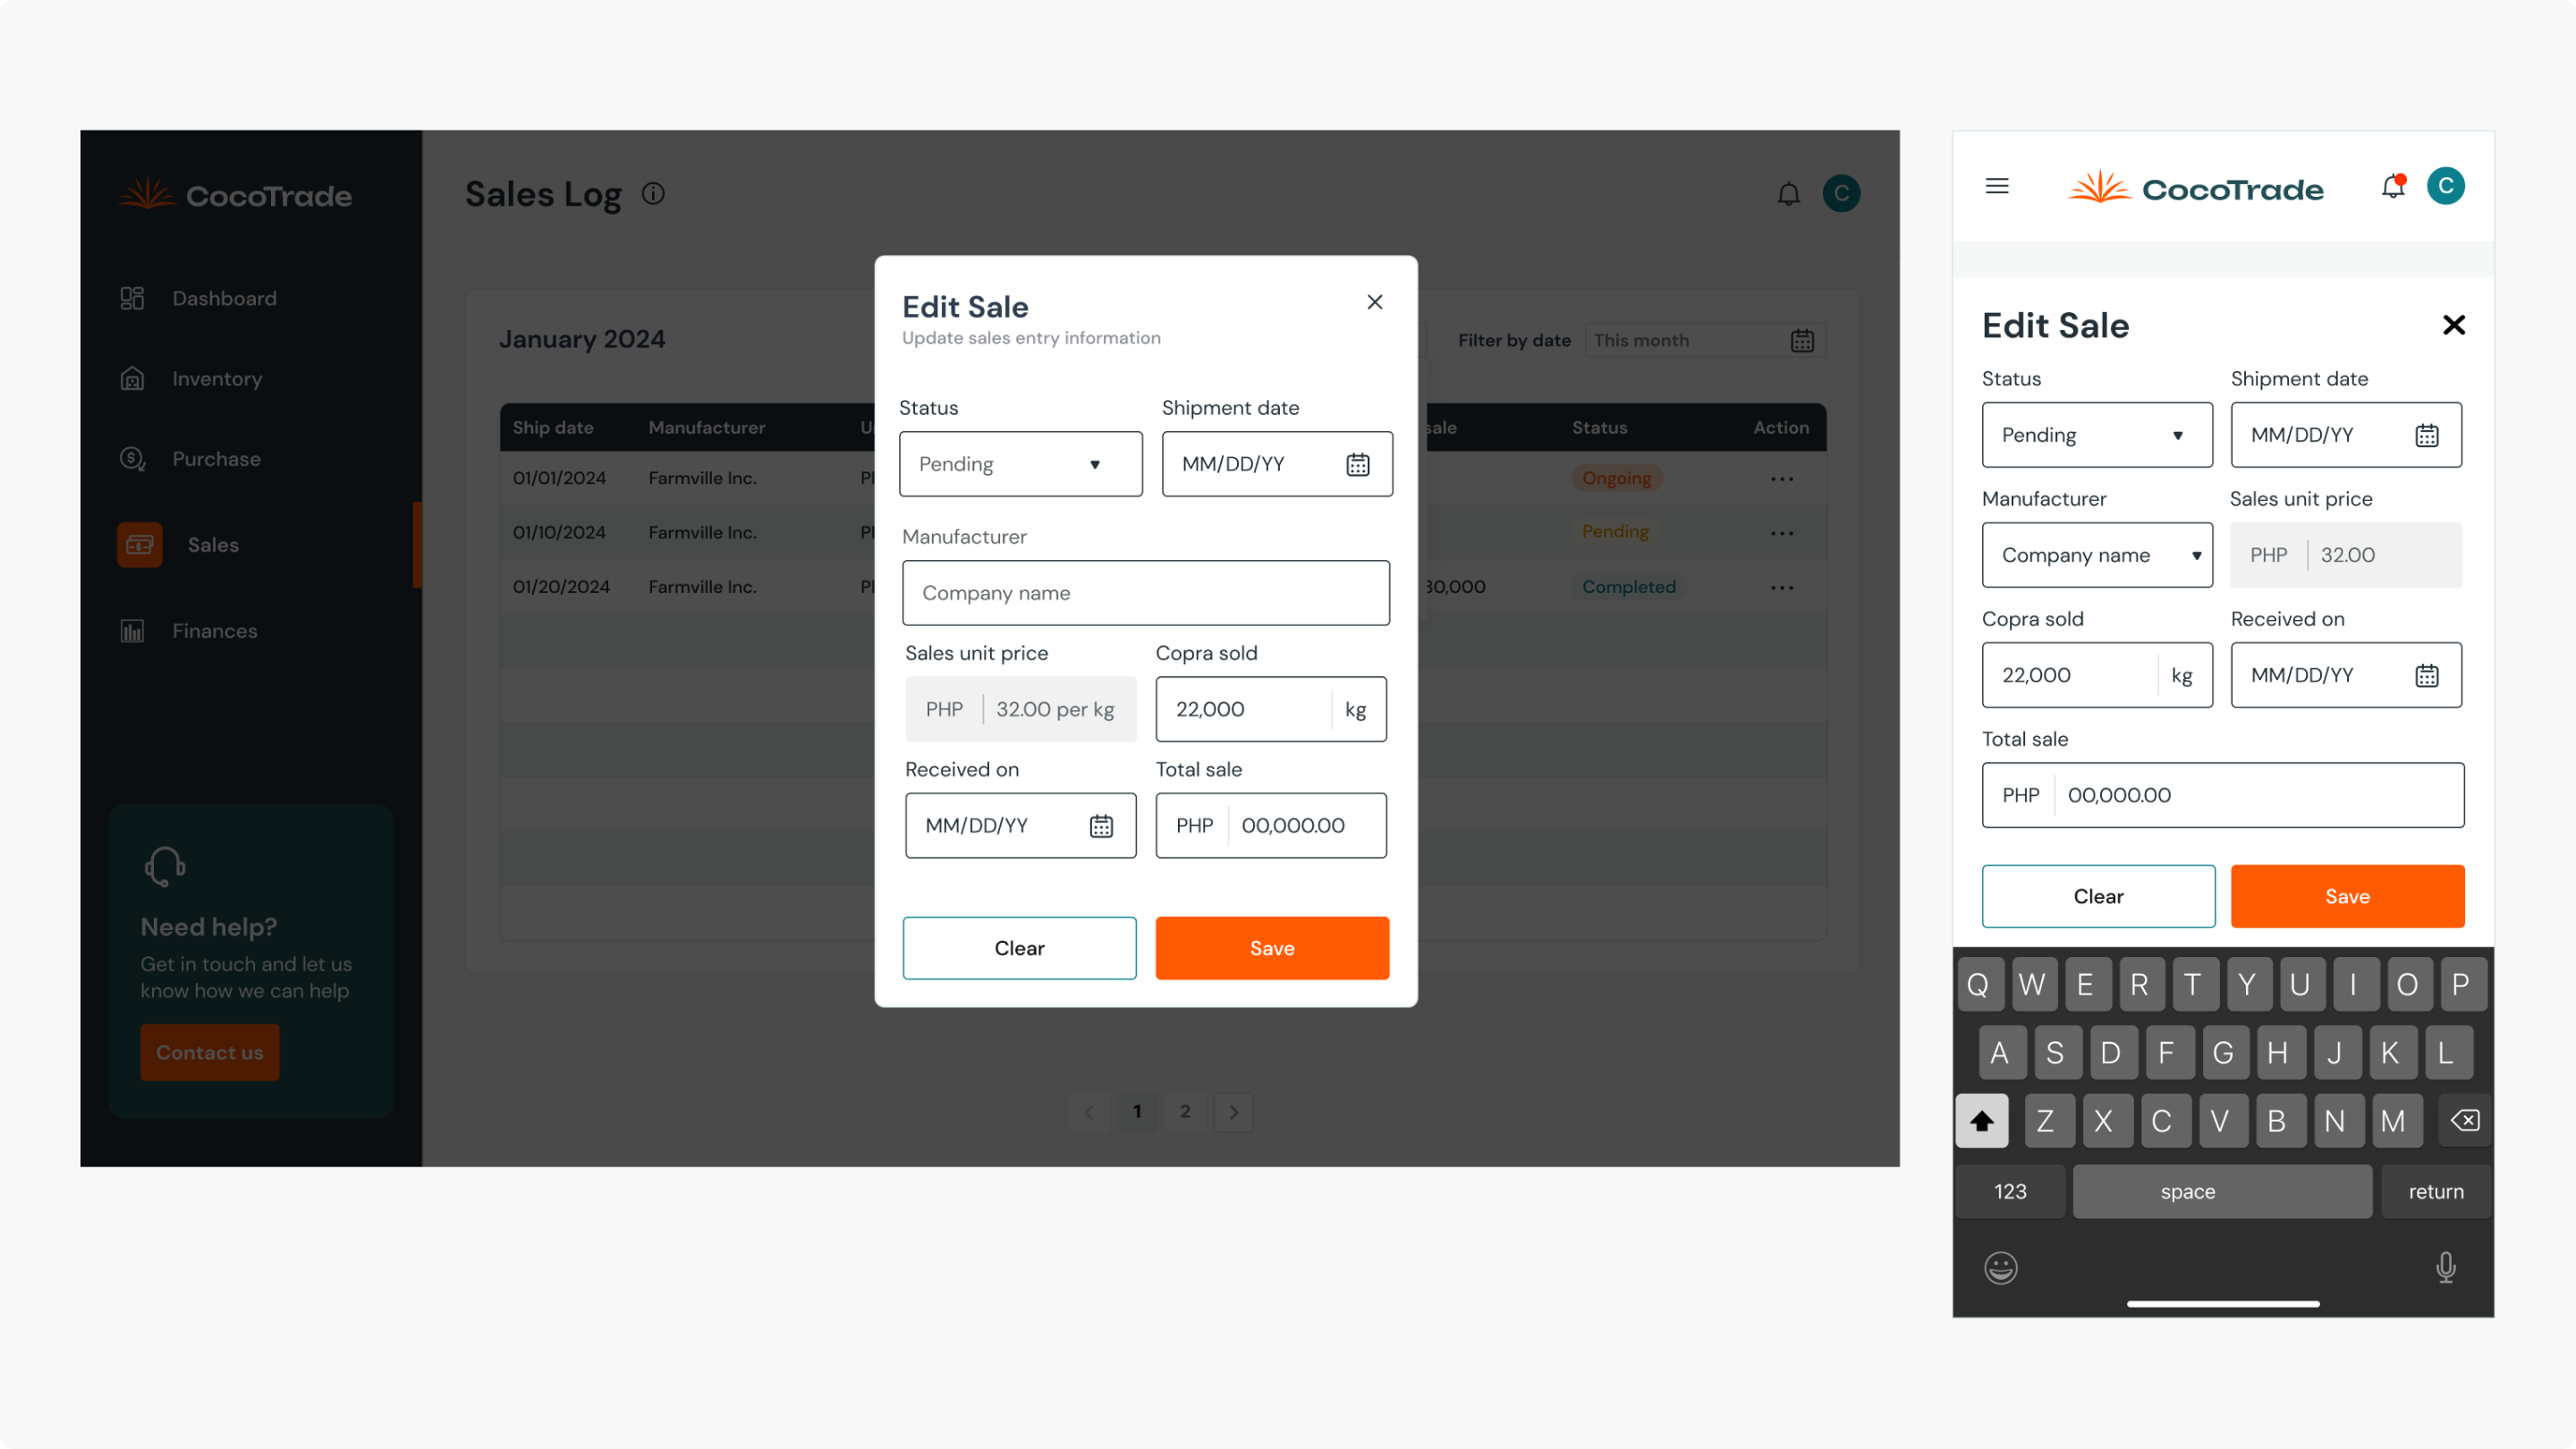 CocoTrade
Dashboard
Inventory
Purchase
Sales
Finances
Need help?
Get in touch and let us
know how we can help
Contact us
Sales Log
C
January 2024
Filter by date This month
Ship date Manufacturer sale Status Action
01/01/2024 Farmville Inc. Ongoing
01/10/2024 Farmville Inc. Pending
01/20/2024 Farmville Inc. 30,000 Completed
1 2
Edit Sale
Update sales entry information
Status Shipment date
Pending MM/DD/YY
Manufacturer
Company name
Sales unit price Copra sold
PHP 32.00 per kg 22,000 kg
Received on Total sale
MM/DD/YY PHP 00,000.00
Clear Save
CocoTrade C
Edit Sale
Status Shipment date
Pending MM/DD/YY
Manufacturer Sales unit price
Company name PHP 32.00
Copra sold Received on
22,000 kg MM/DD/YY
Total sale
PHP 00,000.00
Clear Save
Q W E R T Y U I O P
A S D F G H J K L
Z X C V B N M
123 space return